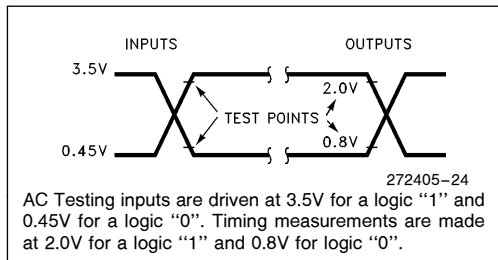 INPUTS OUTPUTS
3.5V
2.0V
TEST POINTS
0.8V
0.45V
272405–24
AC Testing inputs are driven at 3.5V for a logic ‘‘1’’ and
0.45V for a logic ‘‘0’’. Timing measurements are made
at 2.0V for a logic ‘‘1’’ and 0.8V for logic ‘‘0’’.